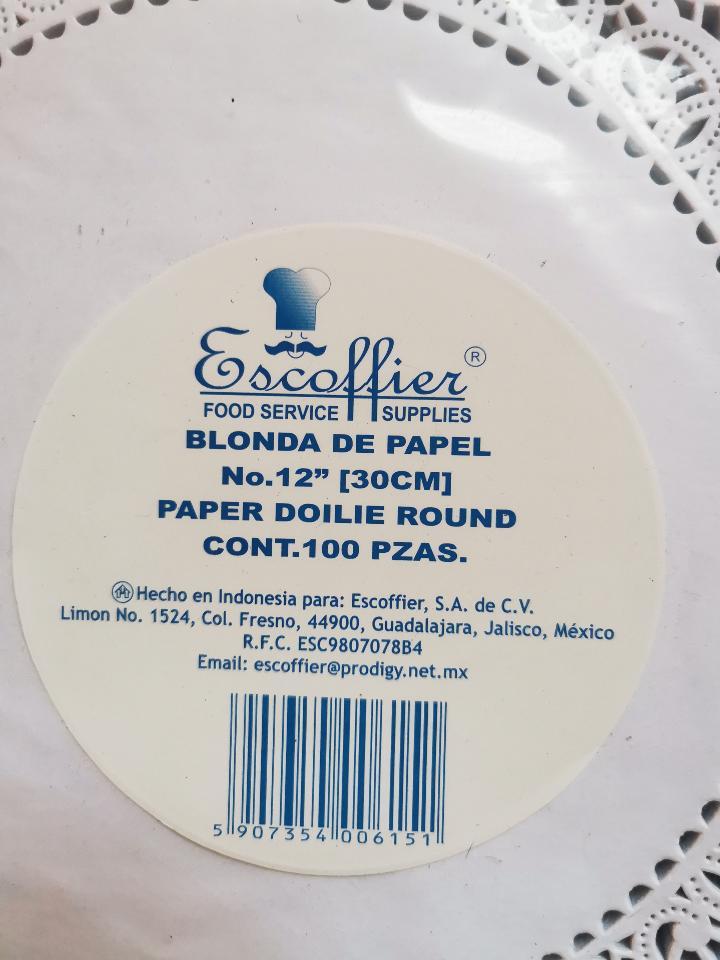 Escoffier ®
FOOD SERVICE SUPPLIES
BLONDA DE PAPEL
No.12” [30CM]
PAPER DOILIE ROUND
CONT.100 PZAS.
Hecho en Indonesia para: Escoffier, S.A. de C.V.
Limon No. 1524, Col. Fresno, 44900, Guadalajara, Jalisco, México
R.F.C. ESC9807078B4
Email: escoffier@prodigy.net.mx
5 907354 006151